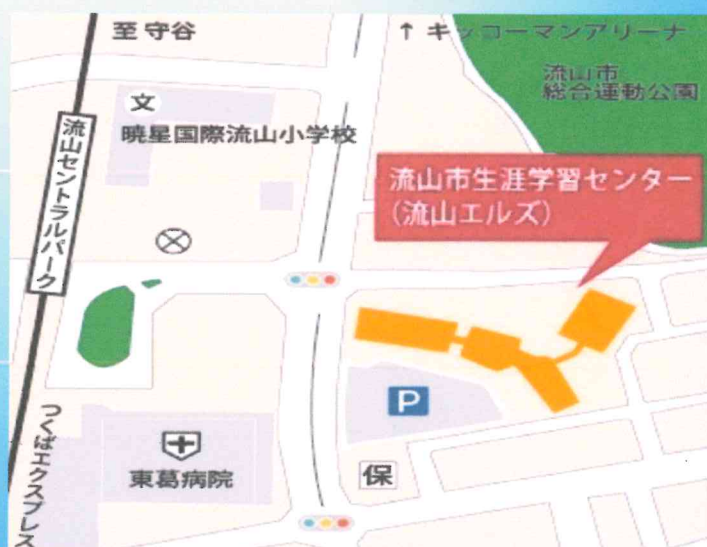 至 守谷
↑ キッコーマンアリーナ
流山市
総合運動公園
文
暁星国際流山小学校
流山セントラルパーク
流山市生涯学習センター
(流山エルズ)
P
東葛病院
保
つくばエクスプレス